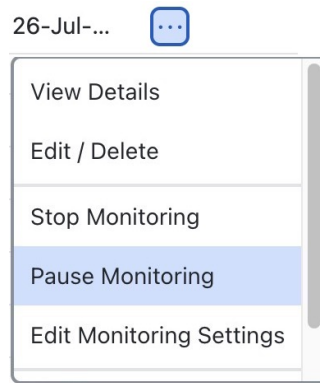 26-Jul-... ...
View Details
Edit / Delete
Stop Monitoring
Pause Monitoring
Edit Monitoring Settings